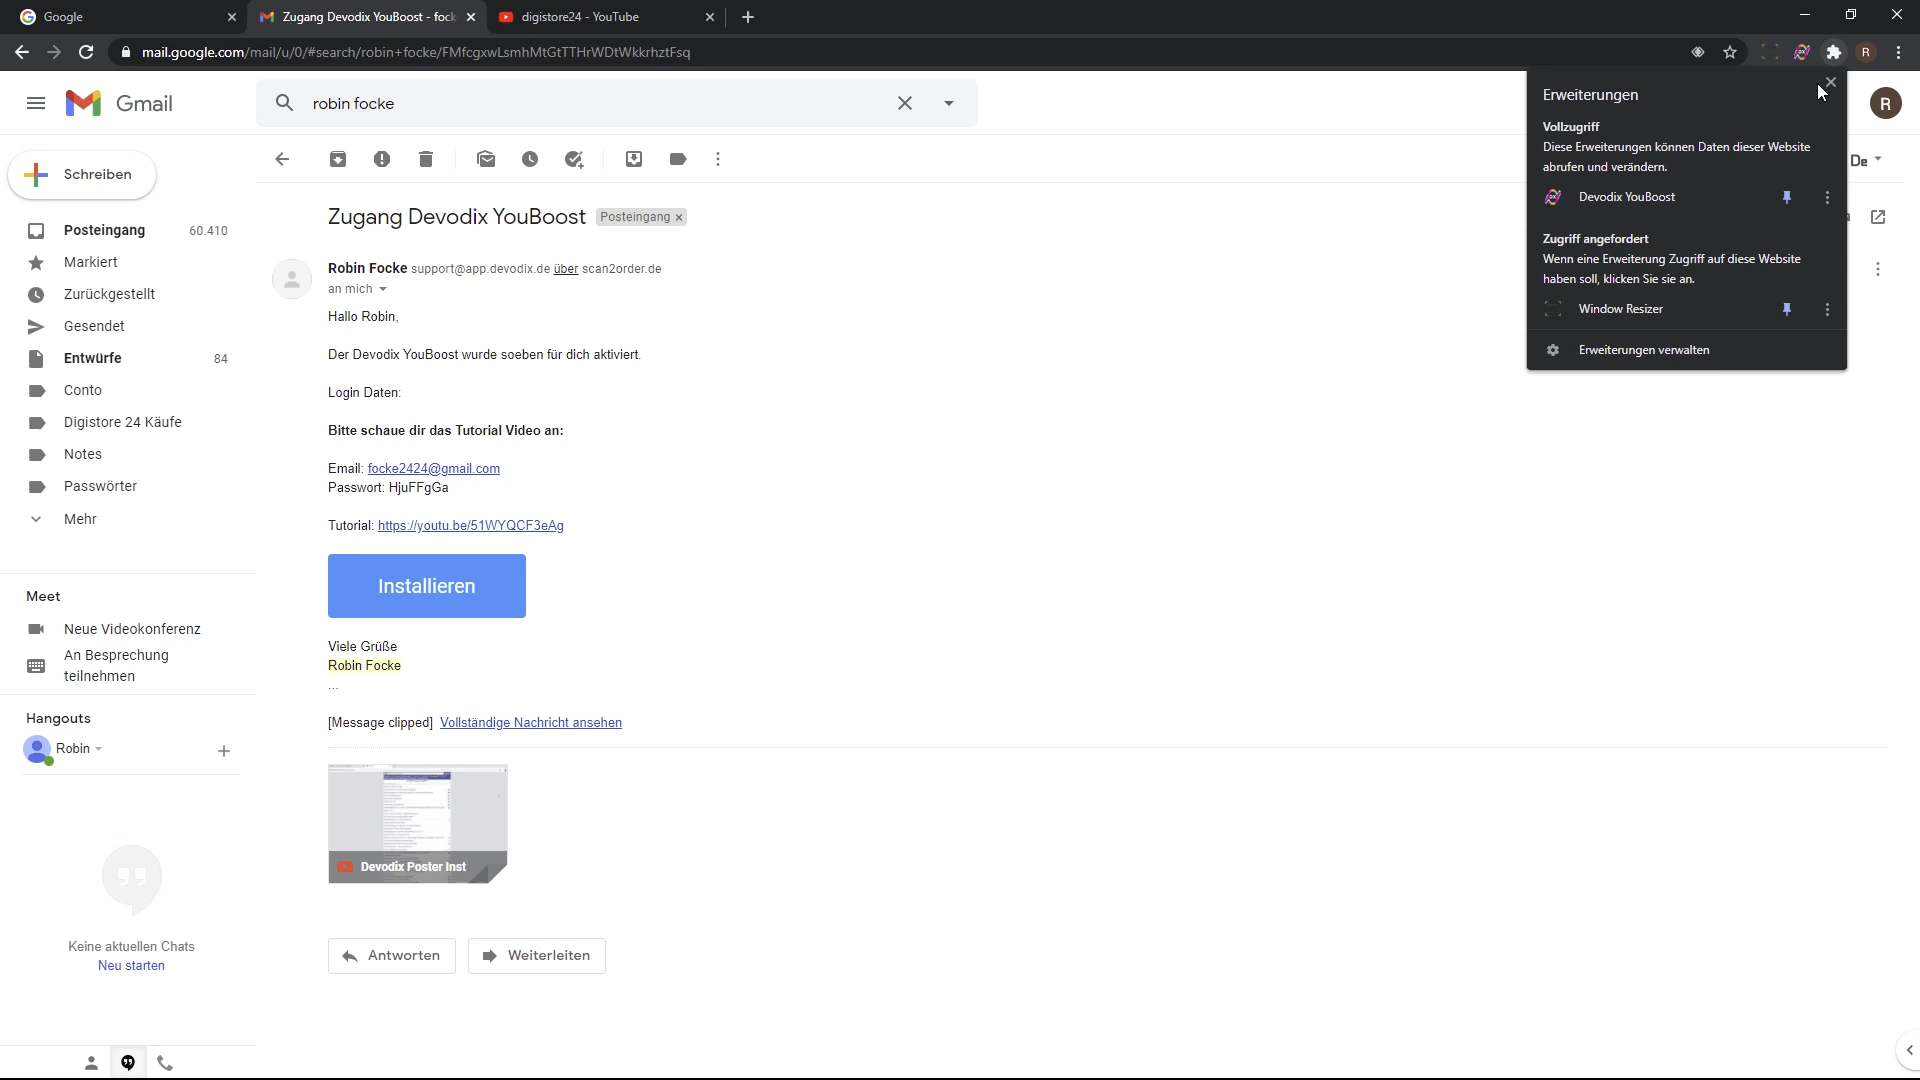 Google
Zugang Devodix YouBoost - fock
digistore24 - YouTube
mail.google.com/mail/u/0/#search/robin+focke/FMfcgxwLsmhMtGtTTHrWDtWkkrhztFsq
R
Gmail
robin focke
R
Erweiterungen
Vollzugriff
Diese Erweiterungen können Daten dieser Website
abrufen und verändern.
Devodix YouBoost
Zugriff angefordert
Wenn eine Erweiterung Zugriff auf diese Website
haben soll, klicken Sie sie an.
Window Resizer
Erweiterungen verwalten
De
Schreiben
Posteingang 60.410
Markiert
Zurückgestellt
Gesendet
Entwürfe 84
Conto
Digistore 24 Käufe
Notes
Passwörter
Mehr
Meet
Neue Videokonferenz
An Besprechung
teilnehmen
Hangouts
Robin
Keine aktuellen Chats
Neu starten
Zugang Devodix YouBoost Posteingang x
Robin Focke support@app.devodix.de über scan2order.de
an mich
Hallo Robin,
Der Devodix YouBoost wurde soeben für dich aktiviert.
Login Daten:
Bitte schaue dir das Tutorial Video an:
Email: focke2424@gmail.com
Passwort: HjuFFgGa
Tutorial: https://youtu.be/51WYQCF3eAg
Installieren
Viele Grüße
Robin Focke
...
[Message clipped] Vollständige Nachricht ansehen
Devodix Poster Inst
Antworten
Weiterleiten